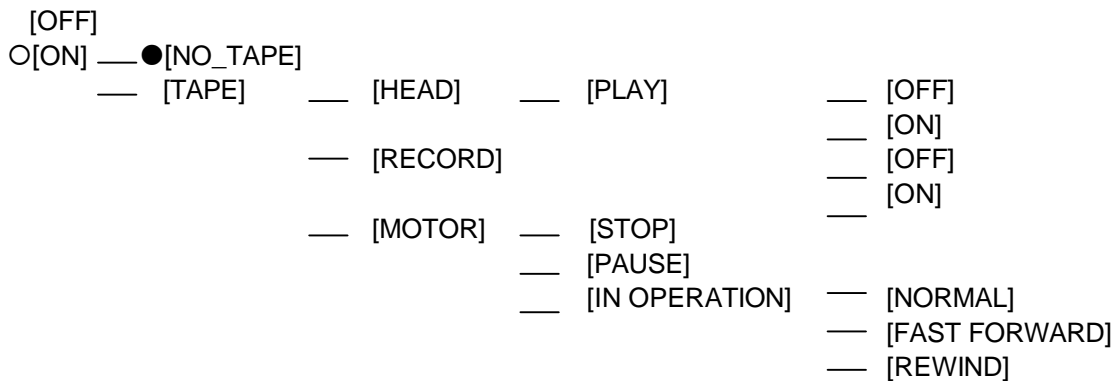 [OFF]
○[ON] ●[NO_TAPE]
[TAPE] [HEAD] [PLAY] [OFF]
[ON]
[RECORD] [OFF]
[ON]
[MOTOR] [STOP]
[PAUSE]
[IN OPERATION] [NORMAL]
[FAST FORWARD]
[REWIND]